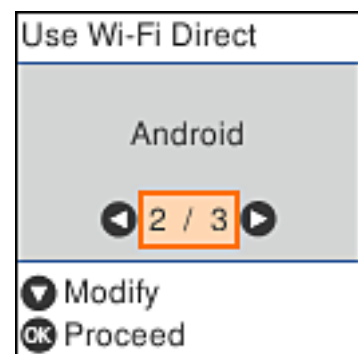 Use Wi-Fi Direct
Android
2 / 3
Modify
OK Proceed